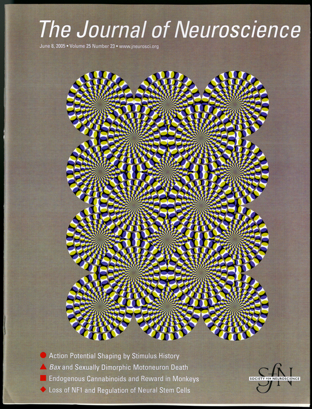 The Journal of Neuroscience
June 8, 2005 • Volume 25 Number 23 • www.jneurosci.org
Action Potential Shaping by Stimulus History
Bax and Sexually Dimorphic Motoneuron Death
Endogenous Cannabinoids and Reward in Monkeys
Loss of NF1 and Regulation of Neural Stem Cells
SfN
SOCIETY FOR NEUROSCIENCE